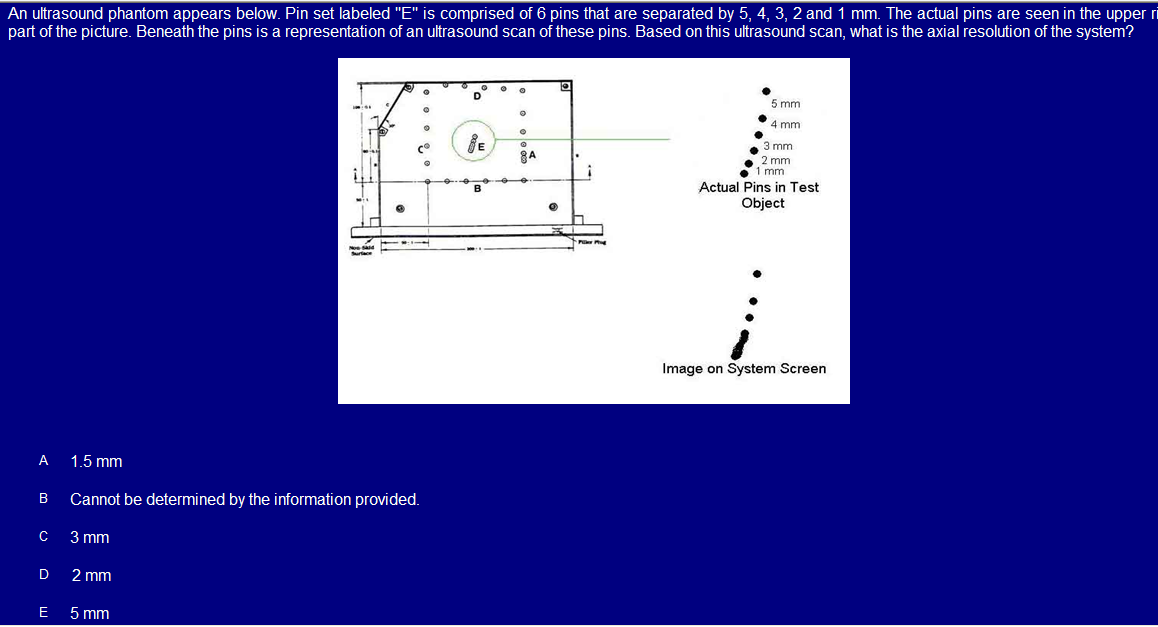 An ultrasound phantom appears below. Pin set labeled "E" is comprised of 6 pins that are separated by 5, 4, 3, 2 and 1 mm. The actual pins are seen in the upper ri
part of the picture. Beneath the pins is a representation of an ultrasound scan of these pins. Based on this ultrasound scan, what is the axial resolution of the system?
D
C
E
A
B
Non-Skid
Surface
Filler Plug
5 mm
4 mm
3 mm
2 mm
1 mm
Actual Pins in Test
Object
Image on System Screen
A 1.5 mm
B Cannot be determined by the information provided.
C 3 mm
D 2 mm
E 5 mm